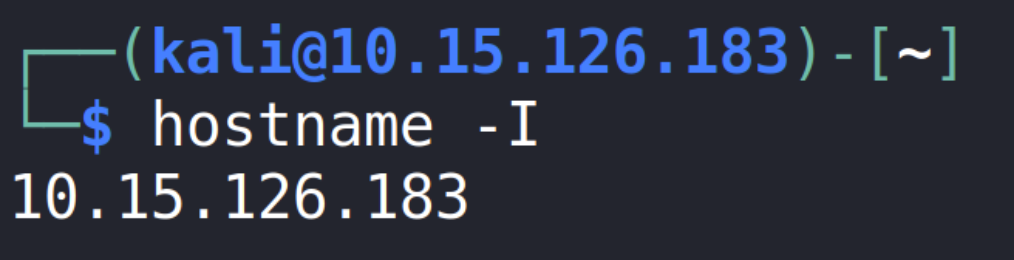 ┌──(kali@10.15.126.183)-[~]
└─$ hostname -I
10.15.126.183